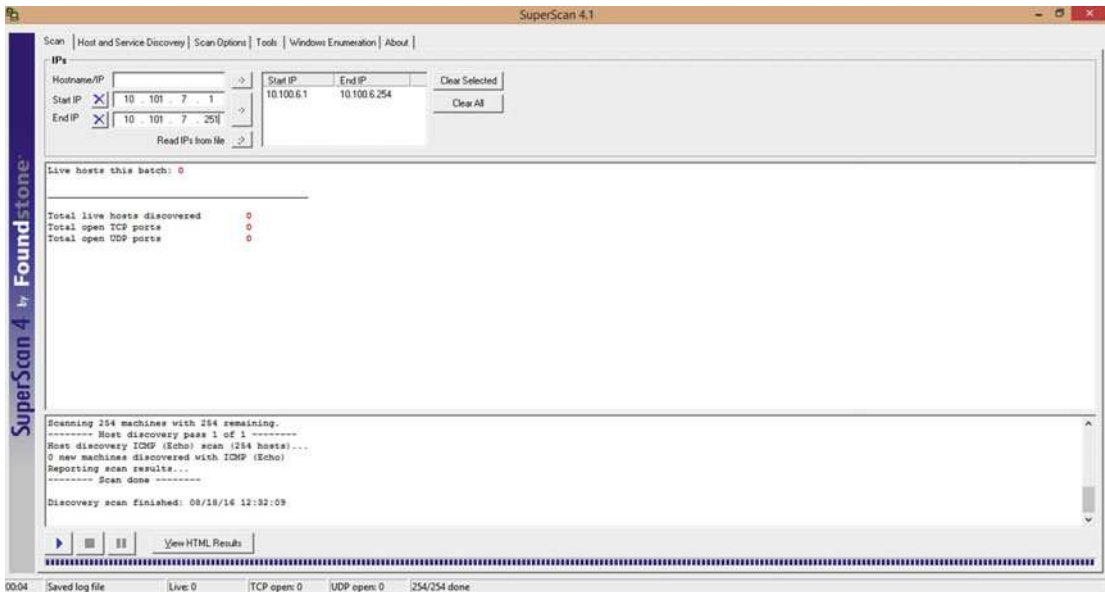 SuperScan 4.1
Scan Host and Service Discovery Scan Options Tools Windows Enumeration About
IPs
Hostname/IP
Start IP X 10 . 101 . 7 . 1
End IP X 10 . 101 . 7 . 251
Read IPs from file
->
->
->
Start IP End IP
10.100.6.1 10.100.6.254
Clear Selected
Clear All
SuperScan 4 by Foundstone
Live hosts this batch: 0
Total live hosts discovered 0
Total open TCP ports 0
Total open UDP ports 0
Scanning 254 machines with 254 remaining.
-------- Host discovery pass 1 of 1 --------
Host discovery ICMP (Echo) scan (254 hosts)...
0 new machines discovered with ICMP (Echo)
Reporting scan results...
-------- Scan done --------
Discovery scan finished: 08/18/16 12:32:09
View HTML Results
00:04 Saved log file Live: 0 TCP open: 0 UDP open: 0 254/254 done